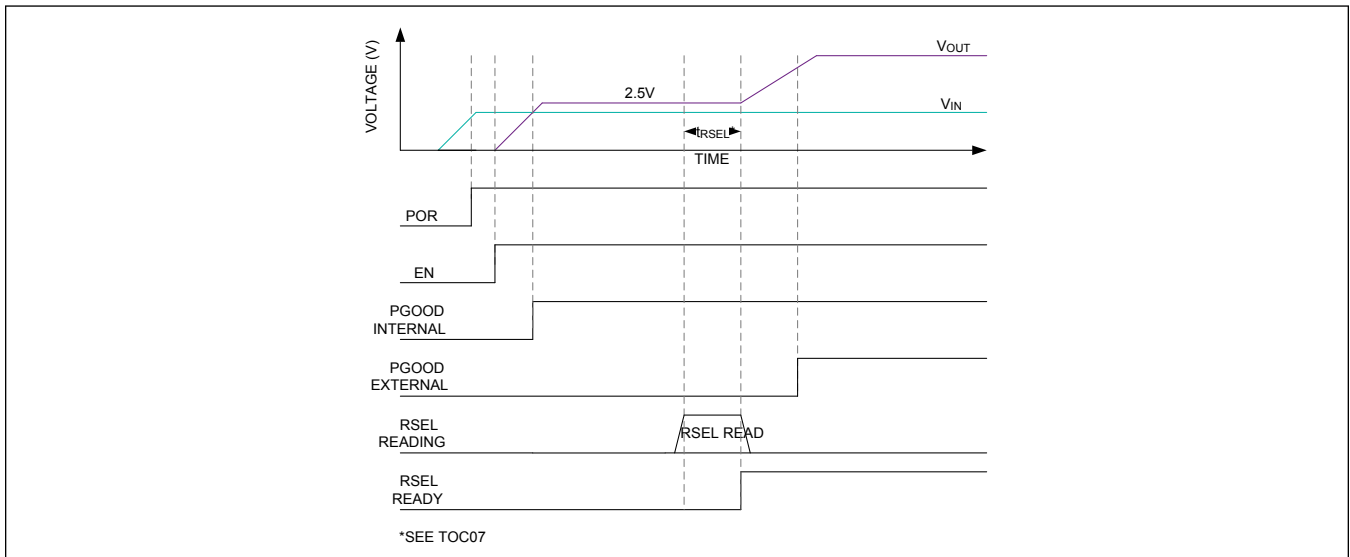 VOLTAGE (V)
VOUT
2.5V
VIN
tRSEL*
TIME
POR
EN
PGOOD
INTERNAL
PGOOD
EXTERNAL
RSEL
READING
RSEL READ
RSEL
READY
*SEE TOC07